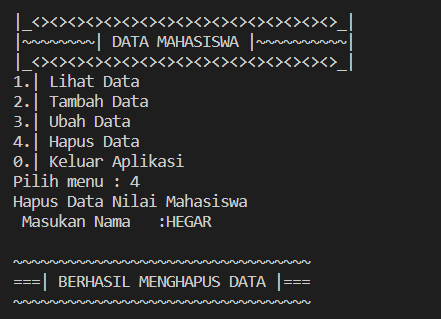 |_<><><><><><><><><><><><><><><><>_|
|~~~~~~~~| DATA MAHASISWA |~~~~~~~~~~|
|_<><><><><><><><><><><><><><><><>_|
1.| Lihat Data
2.| Tambah Data
3.| Ubah Data
4.| Hapus Data
0.| Keluar Aplikasi
Pilih menu : 4
Hapus Data Nilai Mahasiswa
 Masukan Nama   :HEGAR

~~~~~~~~~~~~~~~~~~~~~~~~~~~~~~~~~
===| BERHASIL MENGHAPUS DATA |===
~~~~~~~~~~~~~~~~~~~~~~~~~~~~~~~~~